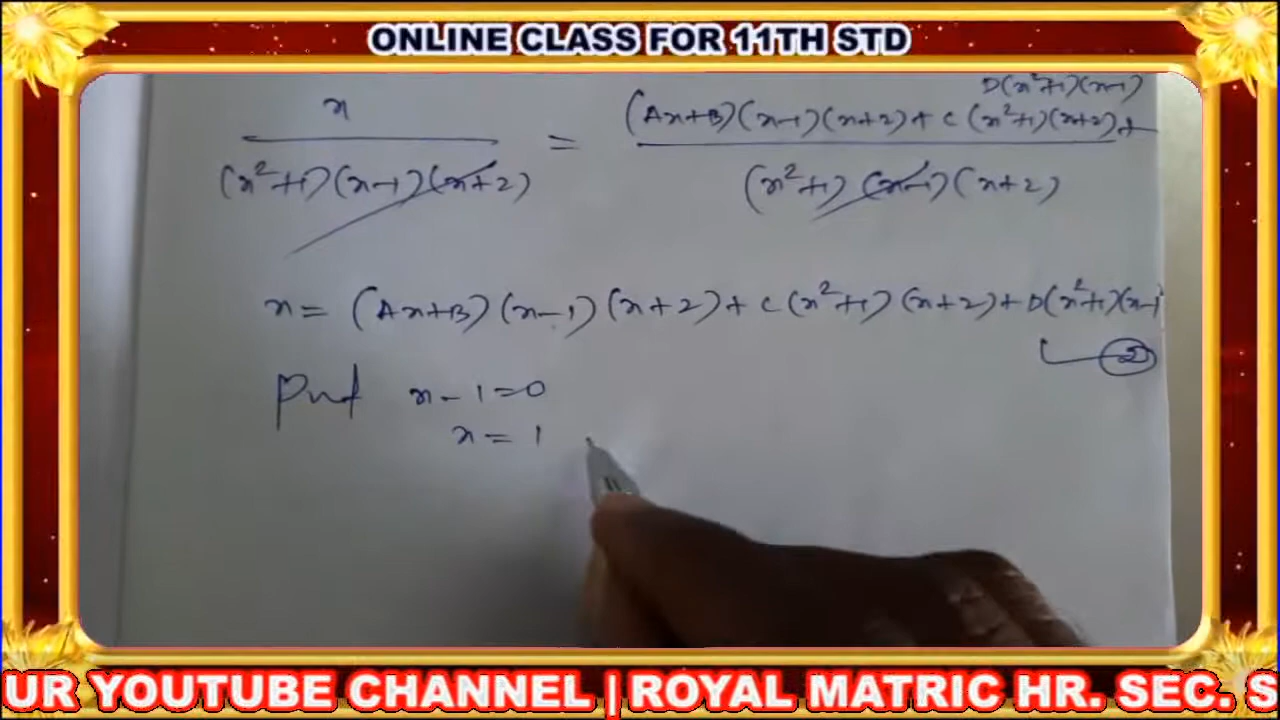 ONLINE CLASS FOR 11TH STD
D(x²+1)(x-1)
x / (x²+1)(x-1)(x+2) = (Ax+B)(x-1)(x+2)+C(x²+1)(x+2)+ / (x²+1)(x-1)(x+2)
x = (Ax+B)(x-1)(x+2)+C(x²+1)(x+2)+D(x²+1)(x-1
2
Put x-1=0
x=1
UR YOUTUBE CHANNEL | ROYAL MATRIC HR. SEC. S